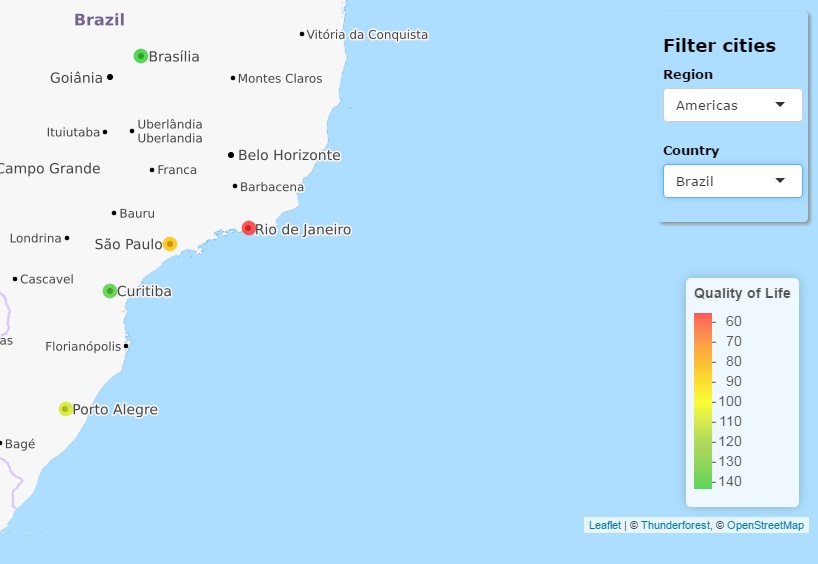 Brazil
Vitória da Conquista
Brasília
Goiânia
Montes Claros
Ituiutaba
Uberlândia
Uberlandia
Belo Horizonte
Campo Grande
Franca
Barbacena
Bauru
Rio de Janeiro
Londrina
São Paulo
Cascavel
Curitiba
as
Florianópolis
Porto Alegre
Bagé
Filter cities
Region
Americas
Country
Brazil
Quality of Life
60
70
80
90
100
110
120
130
140
Leaflet | © Thunderforest, © OpenStreetMap